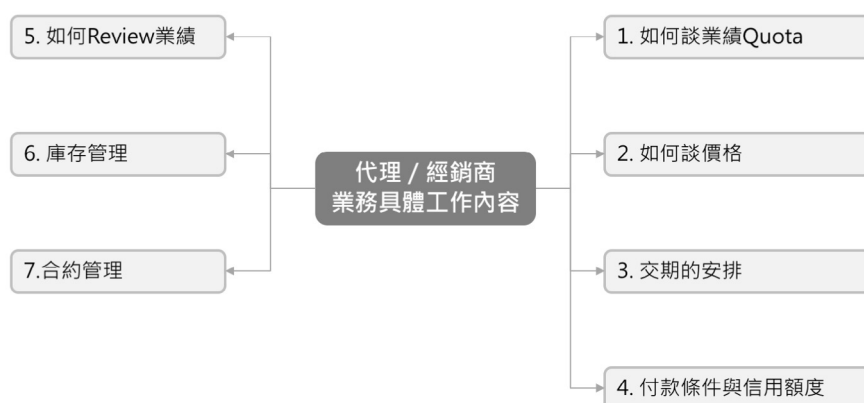 代理 / 經銷商
業務具體工作內容
1. 如何談業績Quota
2. 如何談價格
3. 交期的安排
4. 付款條件與信用額度
5. 如何Review業績
6. 庫存管理
7.合約管理